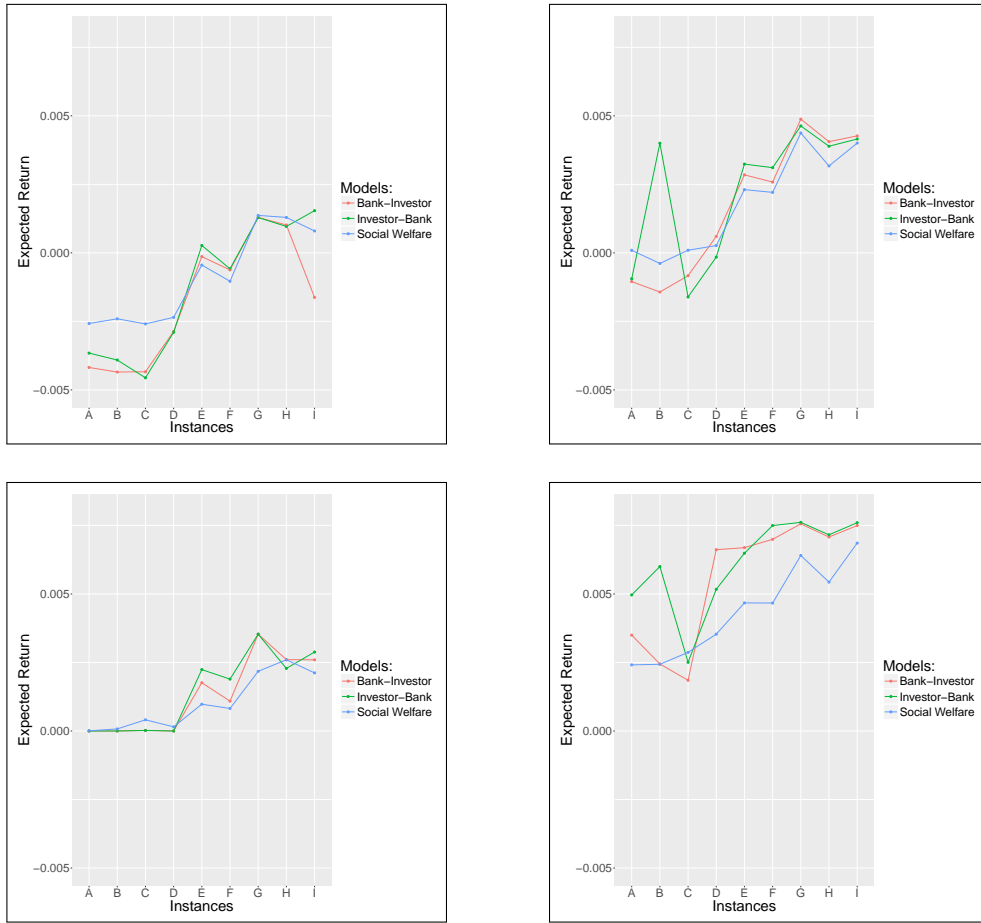 0.005
0.000
−0.005
Expected Return
A B C D E F G H I
Instances
Models:
Bank−Investor
Investor−Bank
Social Welfare
0.005
0.000
−0.005
Expected Return
A B C D E F G H I
Instances
Models:
Bank−Investor
Investor−Bank
Social Welfare
0.005
0.000
−0.005
Expected Return
A B C D E F G H I
Instances
Models:
Bank−Investor
Investor−Bank
Social Welfare
0.005
0.000
−0.005
Expected Return
A B C D E F G H I
Instances
Models:
Bank−Investor
Investor−Bank
Social Welfare